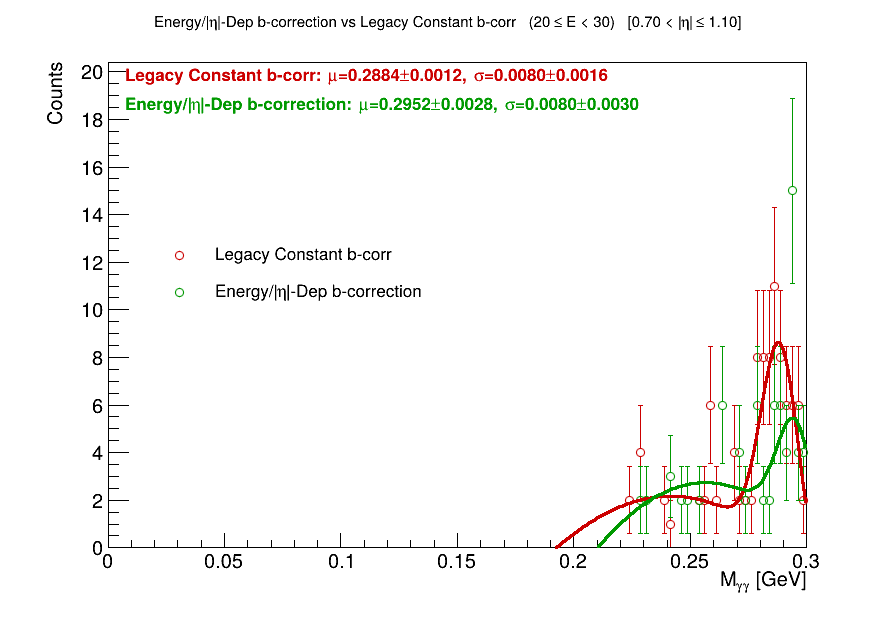 Energy/|η|-Dep b-correction vs Legacy Constant b-corr (20 ≤ E < 30) [0.70 < |η| ≤ 1.10]
Counts
20
18
16
14
12
10
8
6
4
2
0
Legacy Constant b-corr: μ=0.2884±0.0012, σ=0.0080±0.0016
Energy/|η|-Dep b-correction: μ=0.2952±0.0028, σ=0.0080±0.0030
Legacy Constant b-corr
Energy/|η|-Dep b-correction
0 0.05 0.1 0.15 0.2 0.25 0.3
M_γγ [GeV]